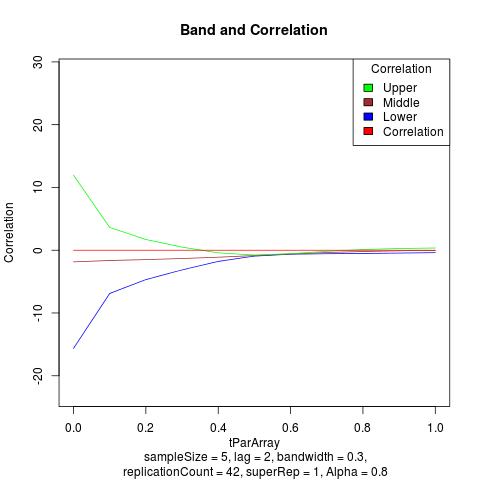 Band and Correlation
Correlation
30
20
10
0
-10
-20
Correlation
Upper
Middle
Lower
Correlation
0.0 0.2 0.4 0.6 0.8 1.0
tParArray
sampleSize = 5, lag = 2, bandwidth = 0.3,
replicationCount = 42, superRep = 1, Alpha = 0.8